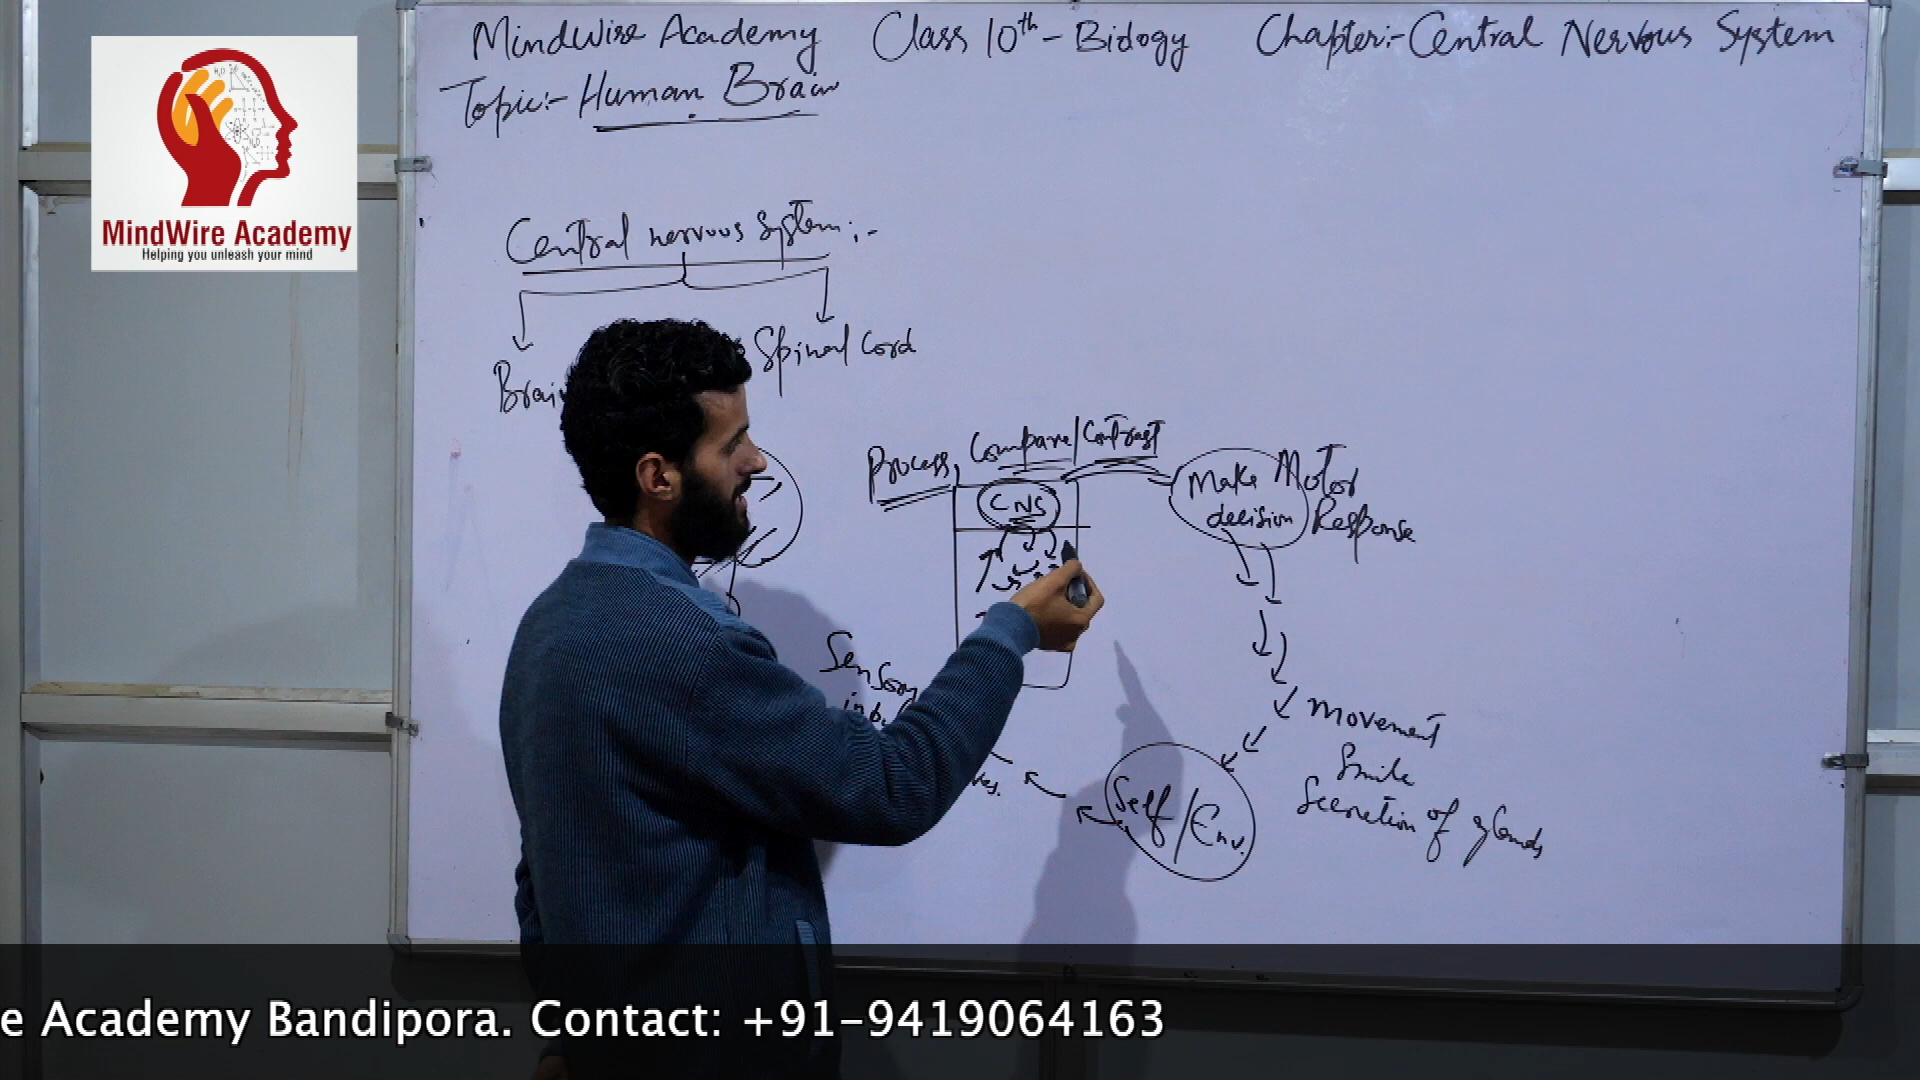 MindWise Academy Class 10th - Biology Chapter:- Central Nervous System
Topic:- Human Brain
MindWire Academy
Helping you unleash your mind
Central nervous System:-
Brain
Spinal Cord
Process, Compare/Contrast
CNS
Make decision
Motor Response
Sensory
Movement
Smile
Secretion of glands
Self/Env.
e Academy Bandipora. Contact: +91-9419064163